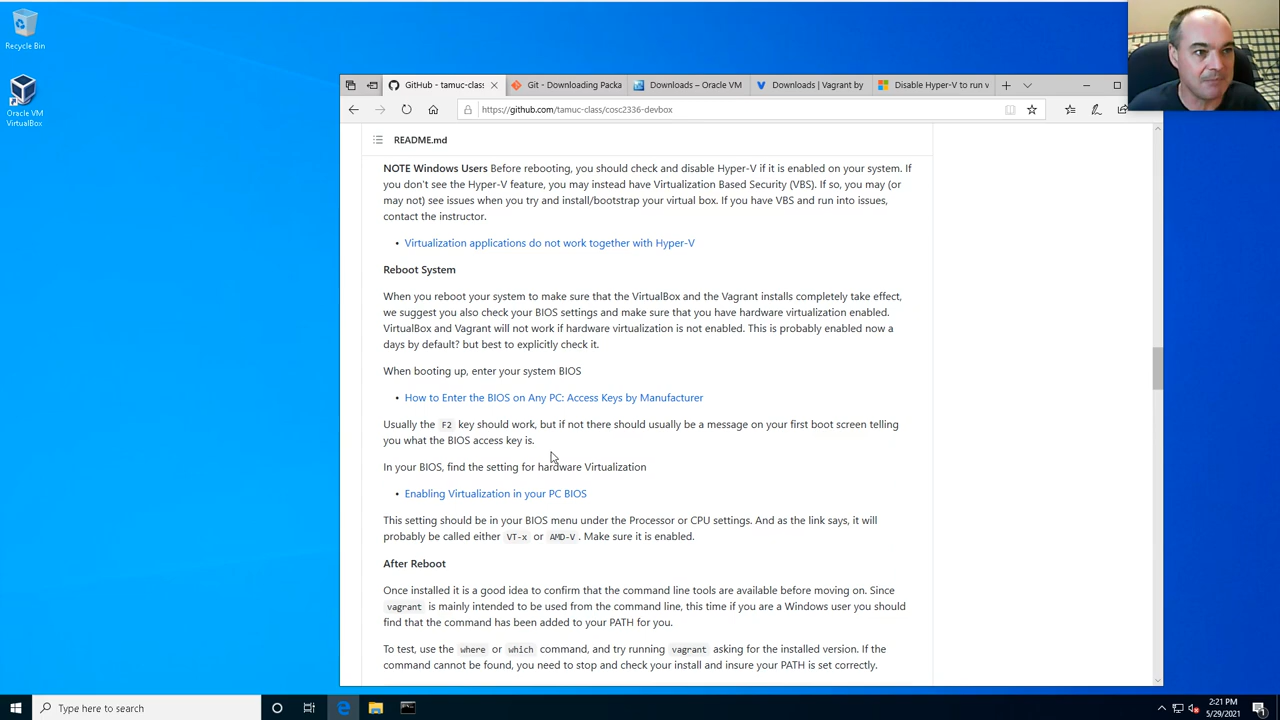 Recycle Bin
Oracle VM
VirtualBox
GitHub - tamuc-class
Git - Downloading Packa
Downloads – Oracle VM
Downloads | Vagrant by
Disable Hyper-V to run v
https://github.com/tamuc-class/cosc2336-devbox
README.md
NOTE Windows Users Before rebooting, you should check and disable Hyper-V if it is enabled on your system. If
you don't see the Hyper-V feature, you may instead have Virtualization Based Security (VBS). If so, you may (or
may not) see issues when you try and install/bootstrap your virtual box. If you have VBS and run into issues,
contact the instructor.
• Virtualization applications do not work together with Hyper-V
Reboot System
When you reboot your system to make sure that the VirtualBox and the Vagrant installs completely take effect,
we suggest you also check your BIOS settings and make sure that you have hardware virtualization enabled.
VirtualBox and Vagrant will not work if hardware virtualization is not enabled. This is probably enabled now a
days by default? but best to explicitly check it.
When booting up, enter your system BIOS
• How to Enter the BIOS on Any PC: Access Keys by Manufacturer
Usually the F2 key should work, but if not there should usually be a message on your first boot screen telling
you what the BIOS access key is.
In your BIOS, find the setting for hardware Virtualization
• Enabling Virtualization in your PC BIOS
This setting should be in your BIOS menu under the Processor or CPU settings. And as the link says, it will
probably be called either VT-x or AMD-V. Make sure it is enabled.
After Reboot
Once installed it is a good idea to confirm that the command line tools are available before moving on. Since
vagrant is mainly intended to be used from the command line, this time if you are a Windows user you should
find that the command has been added to your PATH for you.
To test, use the where or which command, and try running vagrant asking for the installed version. If the
command cannot be found, you need to stop and check your install and insure your PATH is set correctly.
Type here to search
2:21 PM
5/29/2021
1